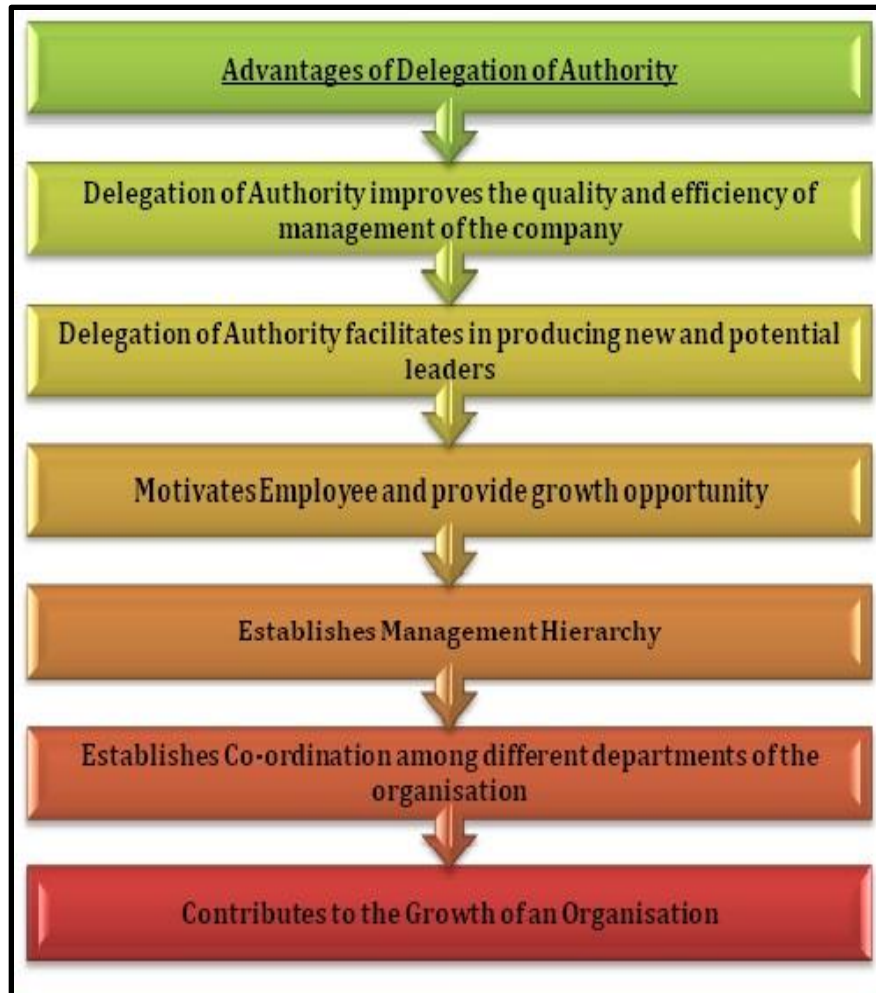 Advantages of Delegation of Authority
Delegation of Authority improves the quality and efficiency of
management of the company
Delegation of Authority facilitates in producing new and potential
leaders
Motivates Employee and provide growth opportunity
Establishes Management Hierarchy
Establishes Co-ordination among different departments of the
organisation
Contributes to the Growth of an Organisation